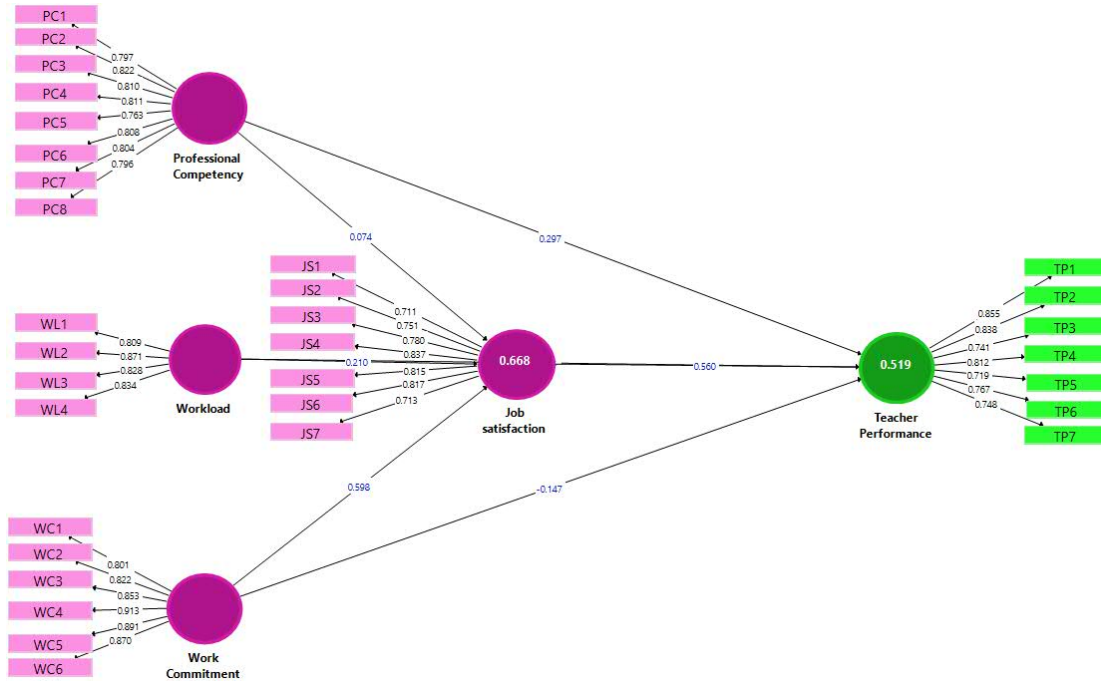 PC1
PC2
PC3
PC4
PC5
PC6
PC7
PC8
0.797
0.822
0.810
0.811
0.763
0.808
0.804
0.796
Professional
Competency
0.074
0.297
WL1
WL2
WL3
WL4
0.809
0.871
0.828
0.834
Workload
0.210
JS1
JS2
JS3
JS4
JS5
JS6
JS7
0.711
0.751
0.780
0.837
0.815
0.817
0.713
0.668
Job
satisfaction
0.560
0.519
Teacher
Performance
0.855
0.838
0.741
0.812
0.719
0.767
0.748
TP1
TP2
TP3
TP4
TP5
TP6
TP7
0.598
-0.147
WC1
WC2
WC3
WC4
WC5
WC6
0.801
0.822
0.853
0.913
0.891
0.870
Work
Commitment